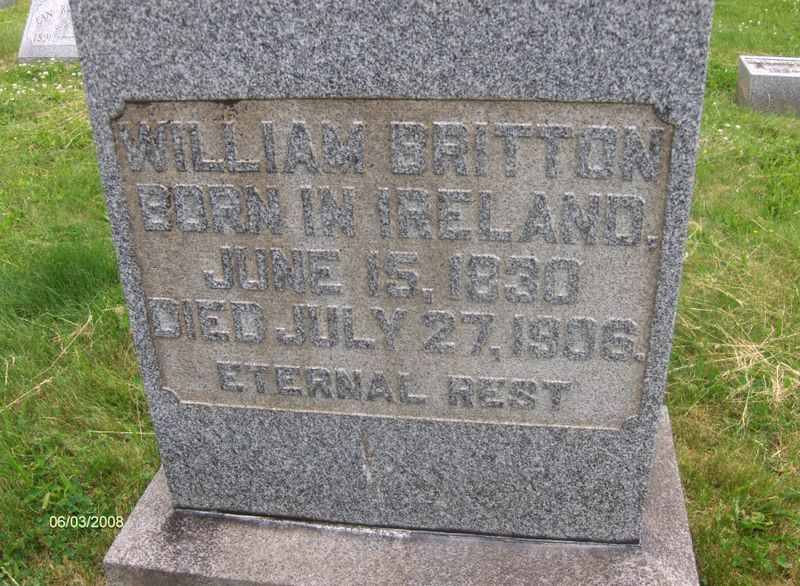 WILLIAM BRITTON
BORN IN IRELAND,
JUNE 15, 1830
DIED JULY 27, 1906.
ETERNAL REST
06/03/2008